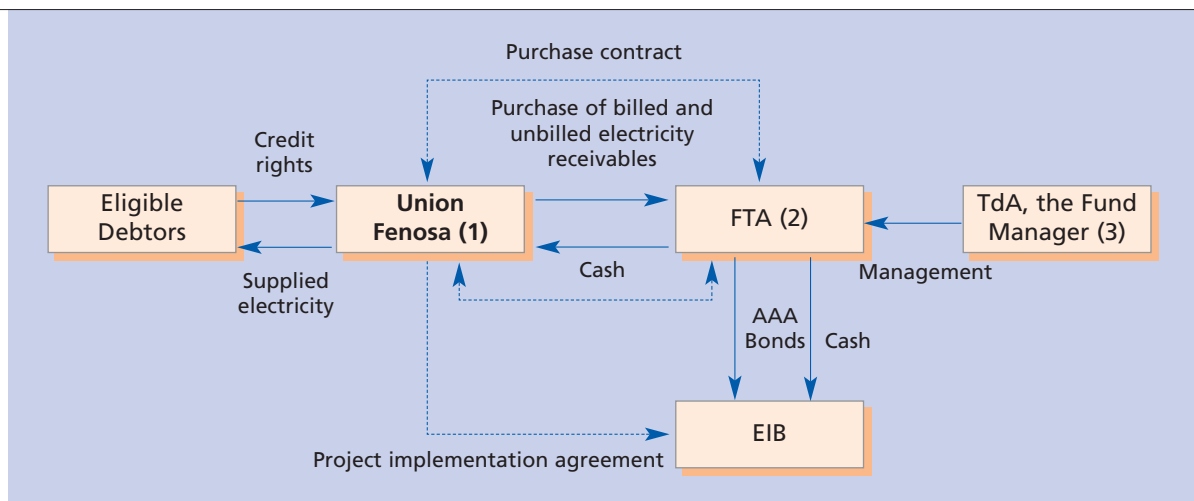 Purchase contract
Purchase of billed and
unbilled electricity
receivables
Credit
rights
Eligible
Debtors
Union
Fenosa (1)
FTA (2)
TdA, the Fund
Manager (3)
Supplied
electricity
Cash
Management
AAA
Bonds
Cash
EIB
Project implementation agreement